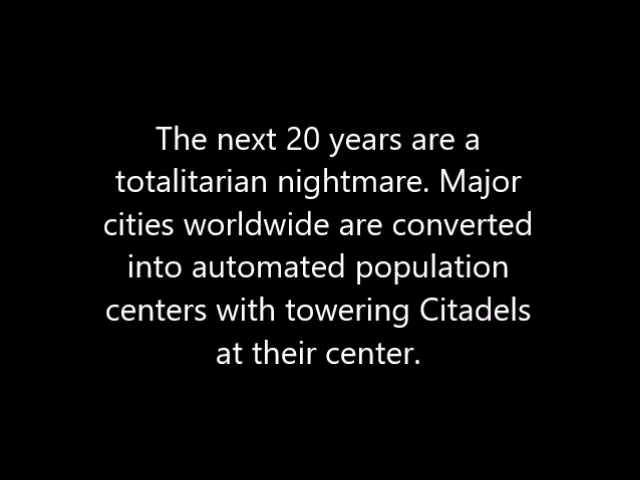 The next 20 years are a
totalitarian nightmare. Major
cities worldwide are converted
into automated population
centers with towering Citadels
at their center.